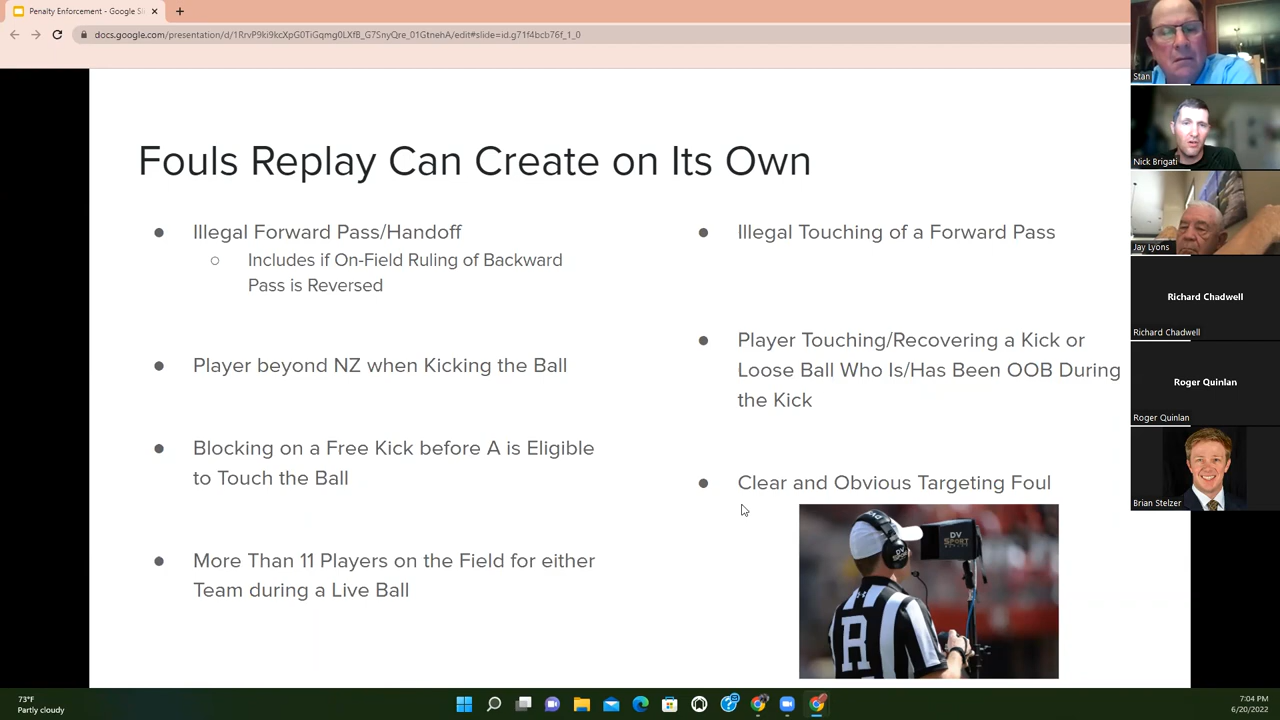 Penalty Enforcement - Google Sli
docs.google.com/presentation/d/1RrvP9ki9kcXpG0TiGqmg0LXfB_G7SnyQre_01GtnehA/edit#slide=id.g71f4bcb76f_1_0
Fouls Replay Can Create on Its Own
Illegal Forward Pass/Handoff
Includes if On-Field Ruling of Backward
Pass is Reversed
Player beyond NZ when Kicking the Ball
Blocking on a Free Kick before A is Eligible
to Touch the Ball
More Than 11 Players on the Field for either
Team during a Live Ball
Illegal Touching of a Forward Pass
Player Touching/Recovering a Kick or
Loose Ball Who Is/Has Been OOB During
the Kick
Clear and Obvious Targeting Foul
DV
SPORT
R
Stan
Nick Brigati
Jay Lyons
Richard Chadwell
Richard Chadwell
Roger Quinlan
Roger Quinlan
Brian Stelzer
73°F
Partly cloudy
7:04 PM
6/20/2022